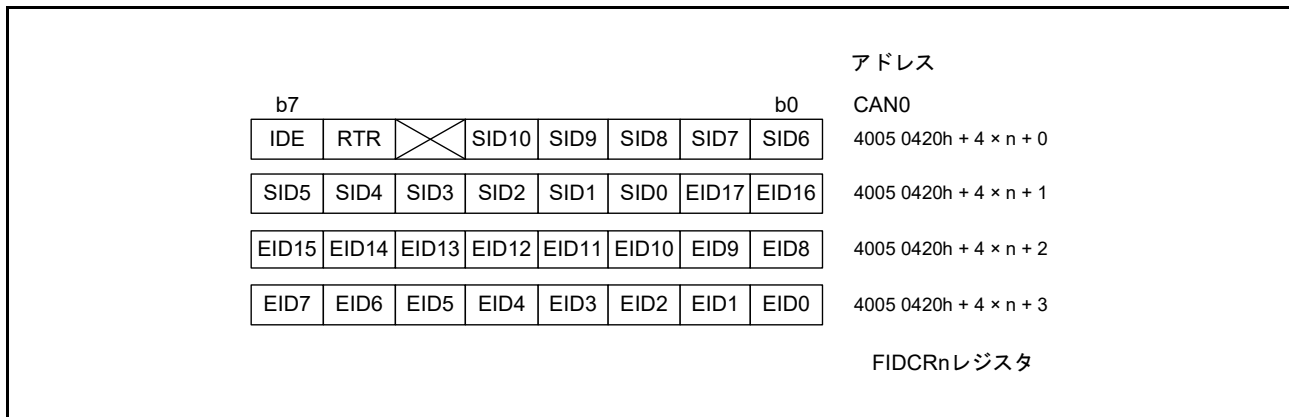 アドレス
b7 b0 CAN0
IDE RTR SID10 SID9 SID8 SID7 SID6 4005 0420h + 4 × n + 0
SID5 SID4 SID3 SID2 SID1 SID0 EID17 EID16 4005 0420h + 4 × n + 1
EID15 EID14 EID13 EID12 EID11 EID10 EID9 EID8 4005 0420h + 4 × n + 2
EID7 EID6 EID5 EID4 EID3 EID2 EID1 EID0 4005 0420h + 4 × n + 3
FIDCRnレジスタ